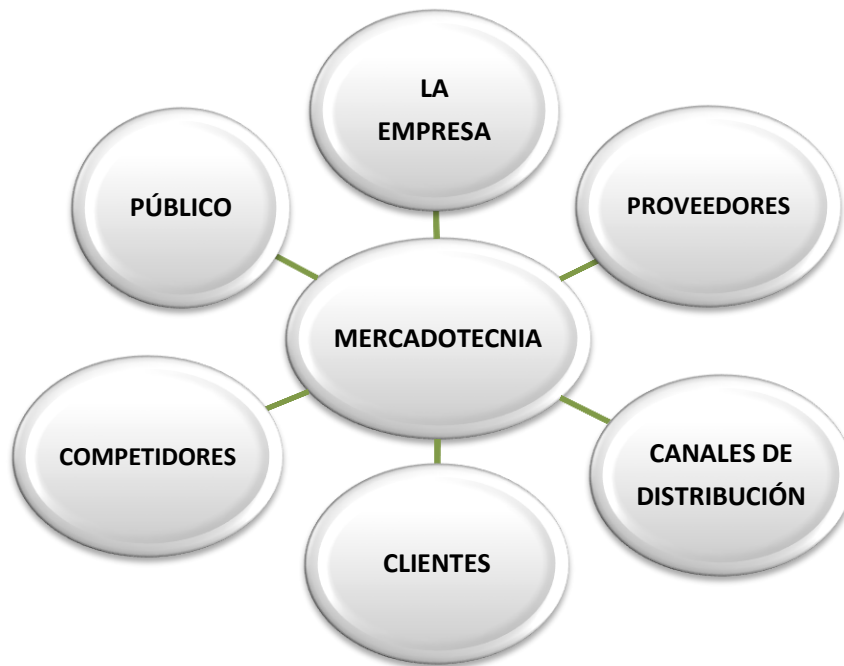 LA
EMPRESA
PÚBLICO
PROVEEDORES
MERCADOTECNIA
COMPETIDORES
CANALES DE
DISTRIBUCIÓN
CLIENTES